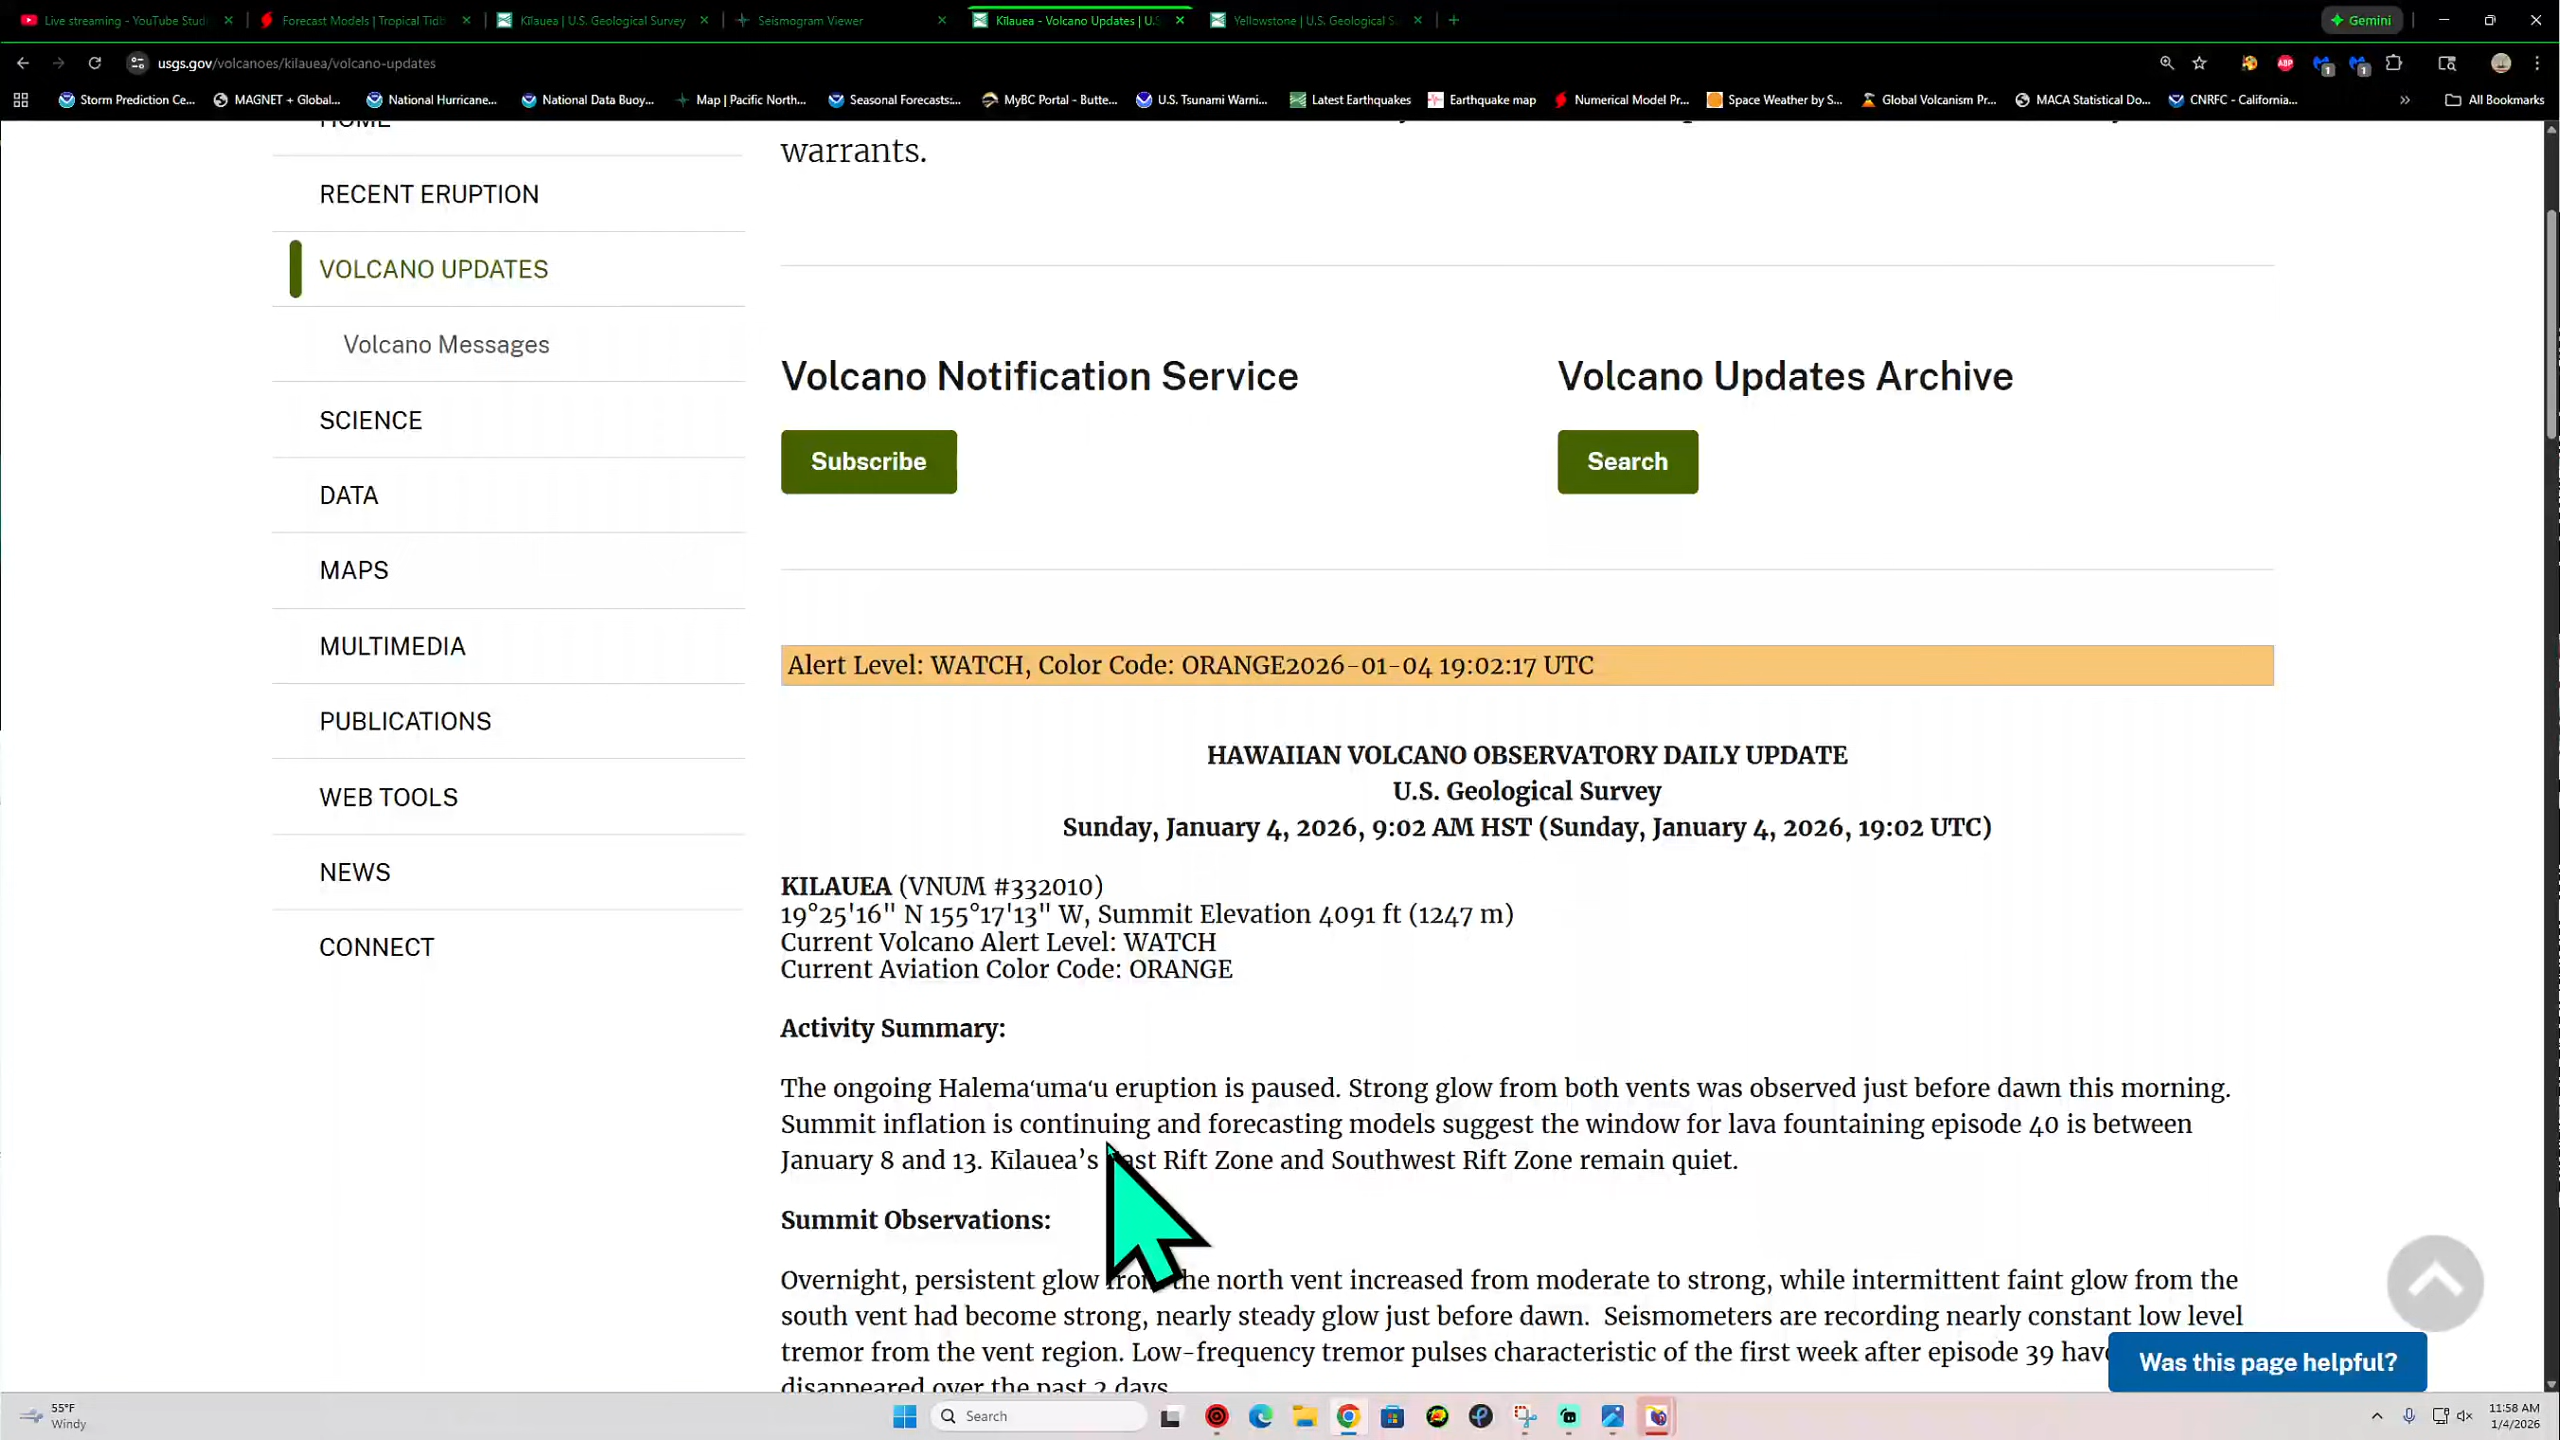 Live streaming - YouTube Stud
Forecast Models | Tropical Tidb
Kīlauea | U.S. Geological Survey
Seismogram Viewer
Kīlauea - Volcano Updates | U.S.
Yellowstone | U.S. Geological S
Gemini
usgs.gov/volcanoes/kilauea/volcano-updates
Storm Prediction Ce...
MAGNET + Global...
National Hurricane...
National Data Buoy...
Map | Pacific North...
Seasonal Forecasts:...
MyBC Portal - Butte...
U.S. Tsunami Warni...
Latest Earthquakes
Earthquake map
Numerical Model Pr...
Space Weather by S...
Global Volcanism Pr...
MACA Statistical Do...
CNRFC - California...
All Bookmarks
HOME
RECENT ERUPTION
VOLCANO UPDATES
Volcano Messages
SCIENCE
DATA
MAPS
MULTIMEDIA
PUBLICATIONS
WEB TOOLS
NEWS
CONNECT
warrants.
Volcano Notification Service
Subscribe
Volcano Updates Archive
Search
Alert Level: WATCH, Color Code: ORANGE2026-01-04 19:02:17 UTC
HAWAIIAN VOLCANO OBSERVATORY DAILY UPDATE
U.S. Geological Survey
Sunday, January 4, 2026, 9:02 AM HST (Sunday, January 4, 2026, 19:02 UTC)
KILAUEA (VNUM #332010)
19°25'16" N 155°17'13" W, Summit Elevation 4091 ft (1247 m)
Current Volcano Alert Level: WATCH
Current Aviation Color Code: ORANGE
Activity Summary:
The ongoing Halemaʻumaʻu eruption is paused. Strong glow from both vents was observed just before dawn this morning.
Summit inflation is continuing and forecasting models suggest the window for lava fountaining episode 40 is between
January 8 and 13. Kīlauea’s East Rift Zone and Southwest Rift Zone remain quiet.
Summit Observations:
Overnight, persistent glow from the north vent increased from moderate to strong, while intermittent faint glow from the
south vent had become strong, nearly steady glow just before dawn. Seismometers are recording nearly constant low level
tremor from the vent region. Low-frequency tremor pulses characteristic of the first week after episode 39 have
disappeared over the past 2 days.
Was this page helpful?
55°F
Windy
Search
11:58 AM
1/4/2026